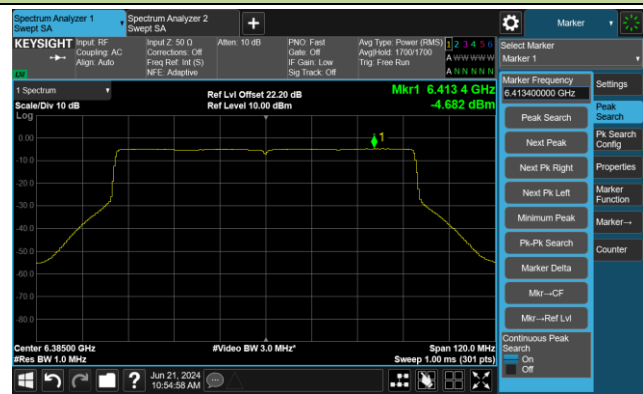 Spectrum Analyzer 1
Swept SA
Spectrum Analyzer 2
Swept SA
+
Marker
KEYSIGHT
Input: RF
Coupling: AC
Align: Auto
Input Z: 50 Ω
Corrections: Off
Freq Ref: Int (S)
NFE: Adaptive
Atten: 10 dB
PNO: Fast
Gate: Off
IF Gain: Low
Sig Track: Off
Avg Type: Power (RMS)
Avg|Hold: 1700/1700
Trig: Free Run
1 2 3 4 5 6
A W W W W W
A N N N N N
LXI
Select Marker
Marker 1
1 Spectrum
Scale/Div 10 dB
Log
Ref Lvl Offset 22.20 dB
Ref Level 10.00 dBm
Mkr1 6.413 4 GHz
-4.682 dBm
1
0.00
-10.0
-20.0
-30.0
-40.0
-50.0
-60.0
-70.0
-80.0
Center 6.38500 GHz
#Res BW 1.0 MHz
#Video BW 3.0 MHz*
Span 120.0 MHz
Sweep 1.00 ms (301 pts)
Marker Frequency
6.413400000 GHz
Peak Search
Next Peak
Next Pk Right
Next Pk Left
Minimum Peak
Pk-Pk Search
Marker Delta
Mkr→CF
Mkr→Ref Lvl
Continuous Peak
Search
On
Off
Settings
Peak
Search
Pk Search
Config
Properties
Marker
Function
Marker→
Counter
?
Jun 21, 2024
10:54:58 AM